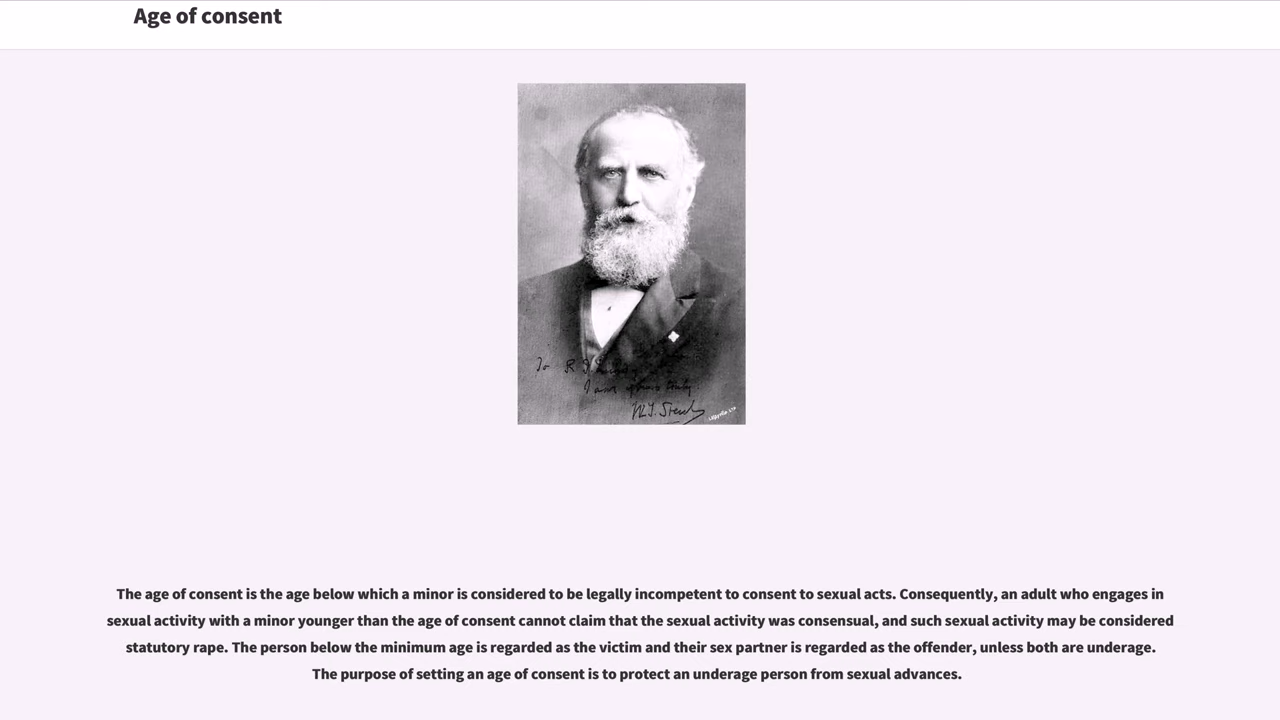 Age of consent
To R.
I am yours truly
W.T. Stead
The age of consent is the age below which a minor is considered to be legally incompetent to consent to sexual acts. Consequently, an adult who engages in
sexual activity with a minor younger than the age of consent cannot claim that the sexual activity was consensual, and such sexual activity may be considered
statutory rape. The person below the minimum age is regarded as the victim and their sex partner is regarded as the offender, unless both are underage.
The purpose of setting an age of consent is to protect an underage person from sexual advances.